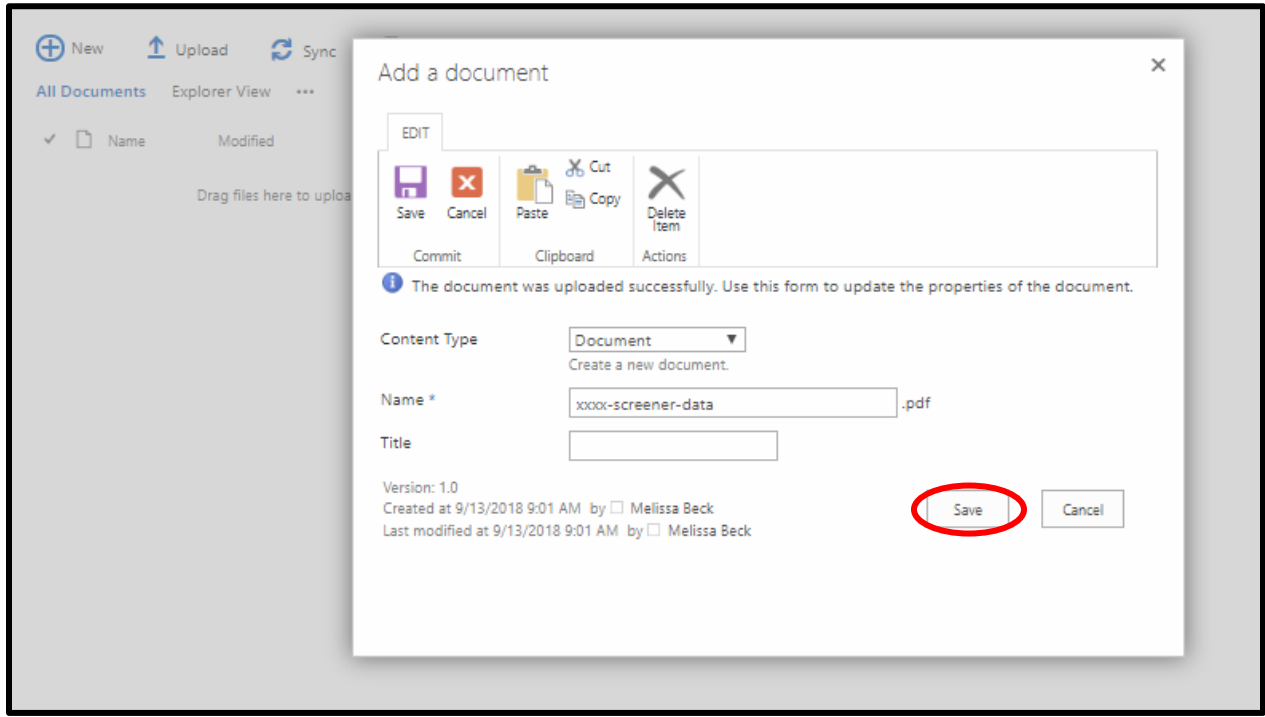 New Upload Sync
All Documents Explorer View ...
Name Modified
Drag files here to uploa
Add a document
EDIT
Save Cancel Paste Cut
Copy
Delete
Item
Commit Clipboard Actions
The document was uploaded successfully. Use this form to update the properties of the document.
Content Type Document
Create a new document.
Name * xxxx-screener-data .pdf
Title
Version: 1.0
Created at 9/13/2018 9:01 AM by Melissa Beck
Last modified at 9/13/2018 9:01 AM by Melissa Beck
Save Cancel